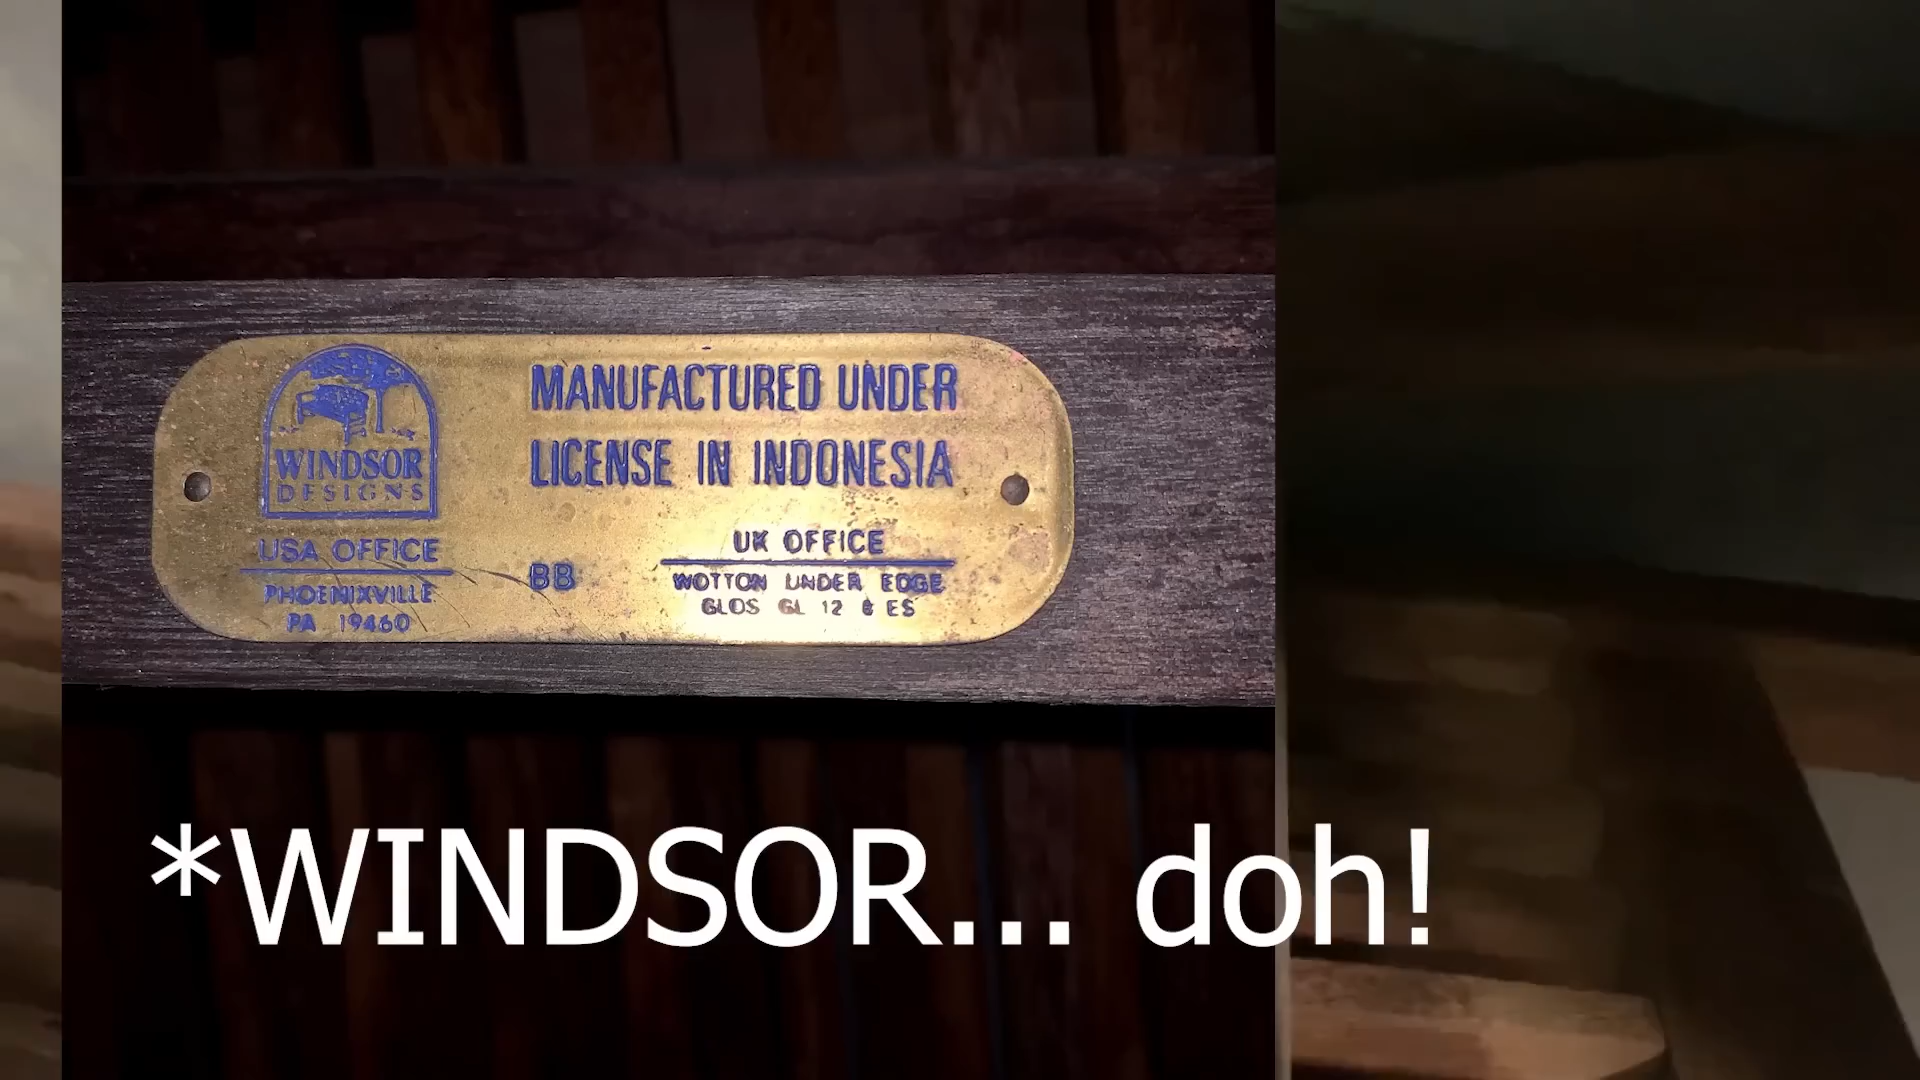 WINDSOR
DESIGNS
USA OFFICE
PHOENIXVILLE
PA 19460
MANUFACTURED UNDER
LICENSE IN INDONESIA
BB
UK OFFICE
WOTTON UNDER EDGE
GLOS GL 12 ES
*WINDSOR... doh!